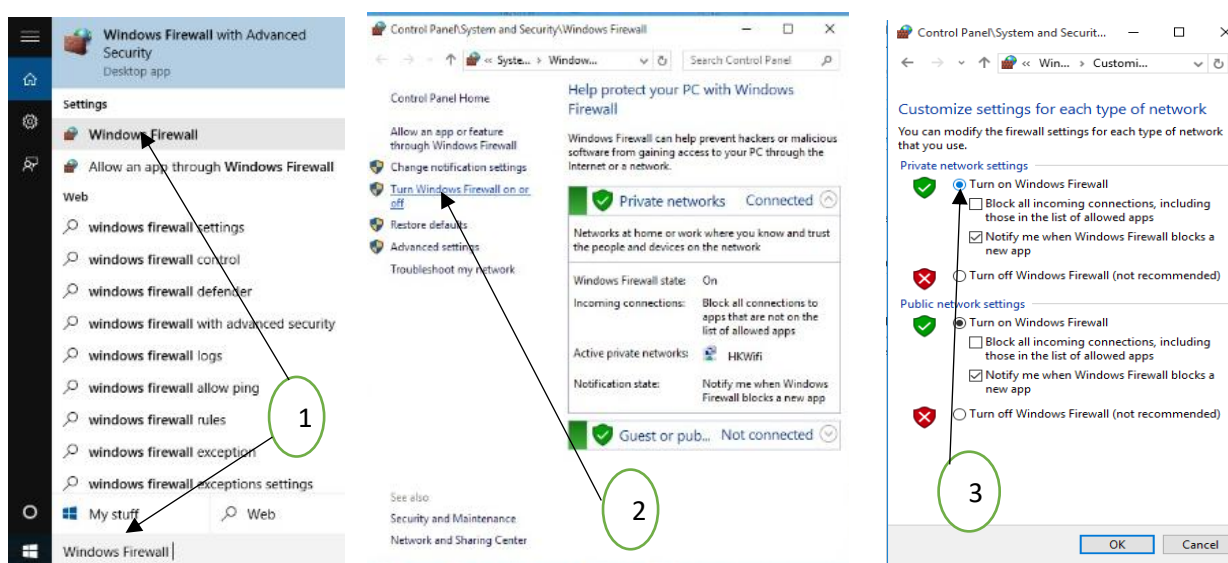 Windows Firewall with Advanced
Security
Desktop app
Settings
Windows Firewall
Allow an app through Windows Firewall
Web
windows firewall settings
windows firewall control
windows firewall defender
windows firewall with advanced security
windows firewall logs
windows firewall allow ping
windows firewall rules
windows firewall exception
windows firewall exceptions settings
My stuff
Web
Windows Firewall
1
Control Panel\System and Security\Windows Firewall
« Syste... › Window...
Search Control Panel
Control Panel Home
Allow an app or feature
through Windows Firewall
Change notification settings
Turn Windows Firewall on or
off
Restore defaults
Advanced settings
Troubleshoot my network
See also
Security and Maintenance
Network and Sharing Center
Help protect your PC with Windows
Firewall
Windows Firewall can help prevent hackers or malicious
software from gaining access to your PC through the
Internet or a network.
Private networks Connected
Networks at home or work where you know and trust
the people and devices on the network
Windows Firewall state: On
Incoming connections: Block all connections to
apps that are not on the
list of allowed apps
Active private networks: HKWifi
Notification state: Notify me when Windows
Firewall blocks a new app
Guest or pub... Not connected
2
Control Panel\System and Securit...
« Win... › Customi...
Customize settings for each type of network
You can modify the firewall settings for each type of network
that you use.
Private network settings
Turn on Windows Firewall
Block all incoming connections, including
those in the list of allowed apps
Notify me when Windows Firewall blocks a
new app
Turn off Windows Firewall (not recommended)
Public network settings
Turn on Windows Firewall
Block all incoming connections, including
those in the list of allowed apps
Notify me when Windows Firewall blocks a
new app
Turn off Windows Firewall (not recommended)
3
OK
Cancel